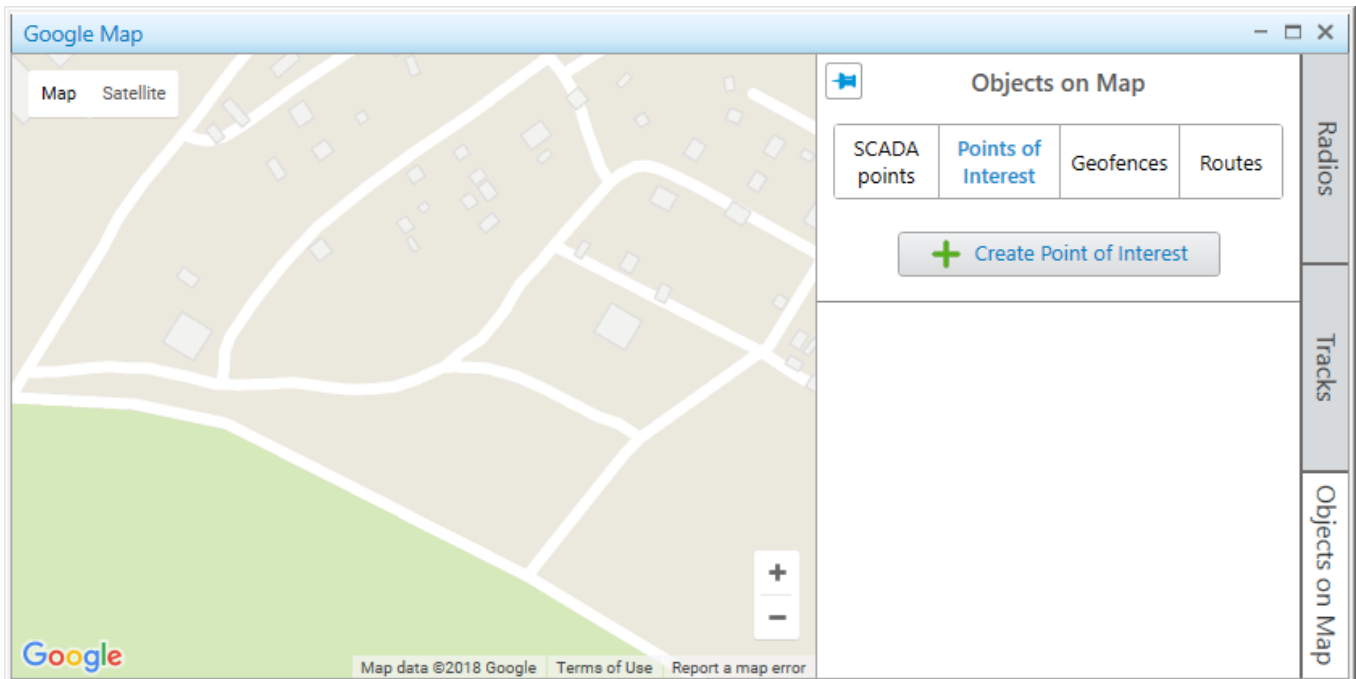 Google Map
Map Satellite
Objects on Map
SCADA points
Points of Interest
Geofences
Routes
Create Point of Interest
Radios
Tracks
Objects on Map
Google
Map data ©2018 Google
Terms of Use
Report a map error